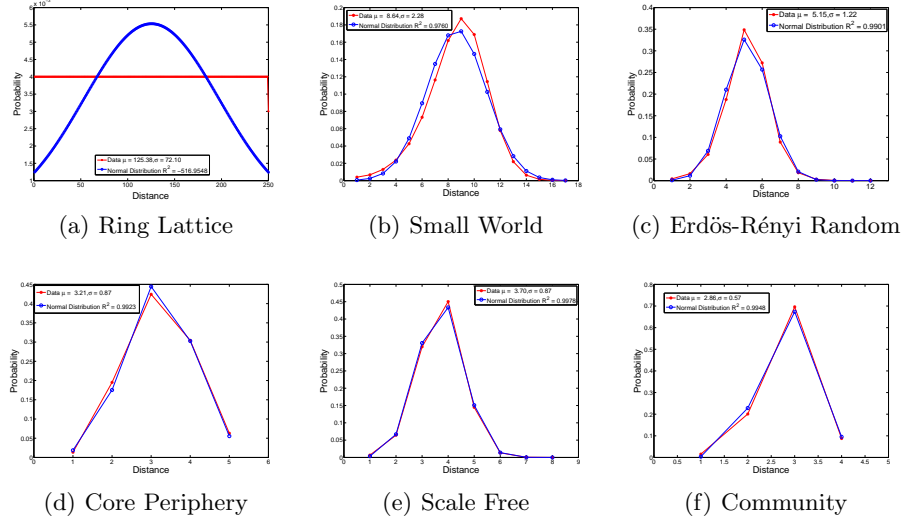 5.5 5 4.5 4 3.5 3 2.5 2 1.5 1
Probability
Data μ = 125.38,σ = 72.10
Normal Distribution R² = −516.9548
0 50 100 150 200 250
Distance
(a) Ring Lattice
0.2 0.18 0.16 0.14 0.12 0.1 0.08 0.06 0.04 0.02 0
Probability
Data μ = 8.64,σ = 2.28
Normal Distribution R² = 0.9760
0 2 4 6 8 10 12 14 16 18
Distance
(b) Small World
0.4 0.35 0.3 0.25 0.2 0.15 0.1 0.05 0
Probability
Data μ = 5.15,σ = 1.22
Normal Distribution R² = 0.9901
0 2 4 6 8 10 12
Distance
(c) Erdös-Rényi Random
0.45 0.4 0.35 0.3 0.25 0.2 0.15 0.1 0.05 0
Probability
Data μ = 3.21,σ = 0.87
Normal Distribution R² = 0.9923
0 1 2 3 4 5 6
Distance
(d) Core Periphery
0.5 0.45 0.4 0.35 0.3 0.25 0.2 0.15 0.1 0.05 0
Probability
Data μ = 3.70,σ = 0.87
Normal Distribution R² = 0.9978
0 1 2 3 4 5 6 7 8 9
Distance
(e) Scale Free
0.8 0.7 0.6 0.5 0.4 0.3 0.2 0.1 0
Probability
Data μ = 2.86,σ = 0.57
Normal Distribution R² = 0.9948
0 0.5 1 1.5 2 2.5 3 3.5 4 4.5 5
Distance
(f) Community